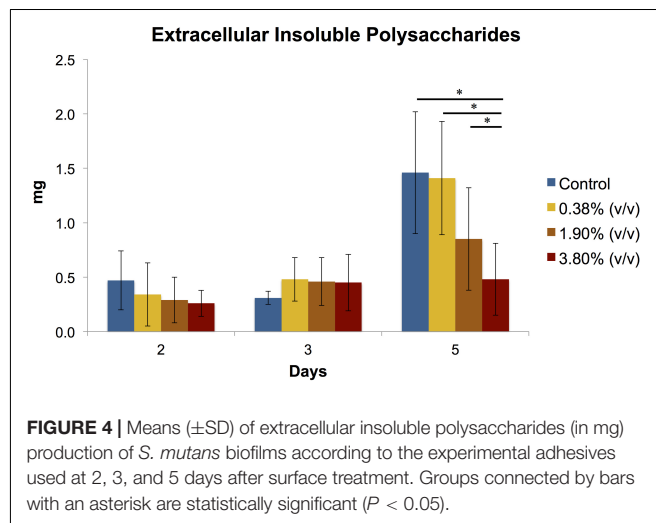 Extracellular Insoluble Polysaccharides
2.5
2.0
1.5
1.0
0.5
0.0
mg
* 
*
*
2 3 5
Days
Control
0.38% (v/v)
1.90% (v/v)
3.80% (v/v)
FIGURE 4 | Means (±SD) of extracellular insoluble polysaccharides (in mg)
production of S. mutans biofilms according to the experimental adhesives
used at 2, 3, and 5 days after surface treatment. Groups connected by bars
with an asterisk are statistically significant (P < 0.05).